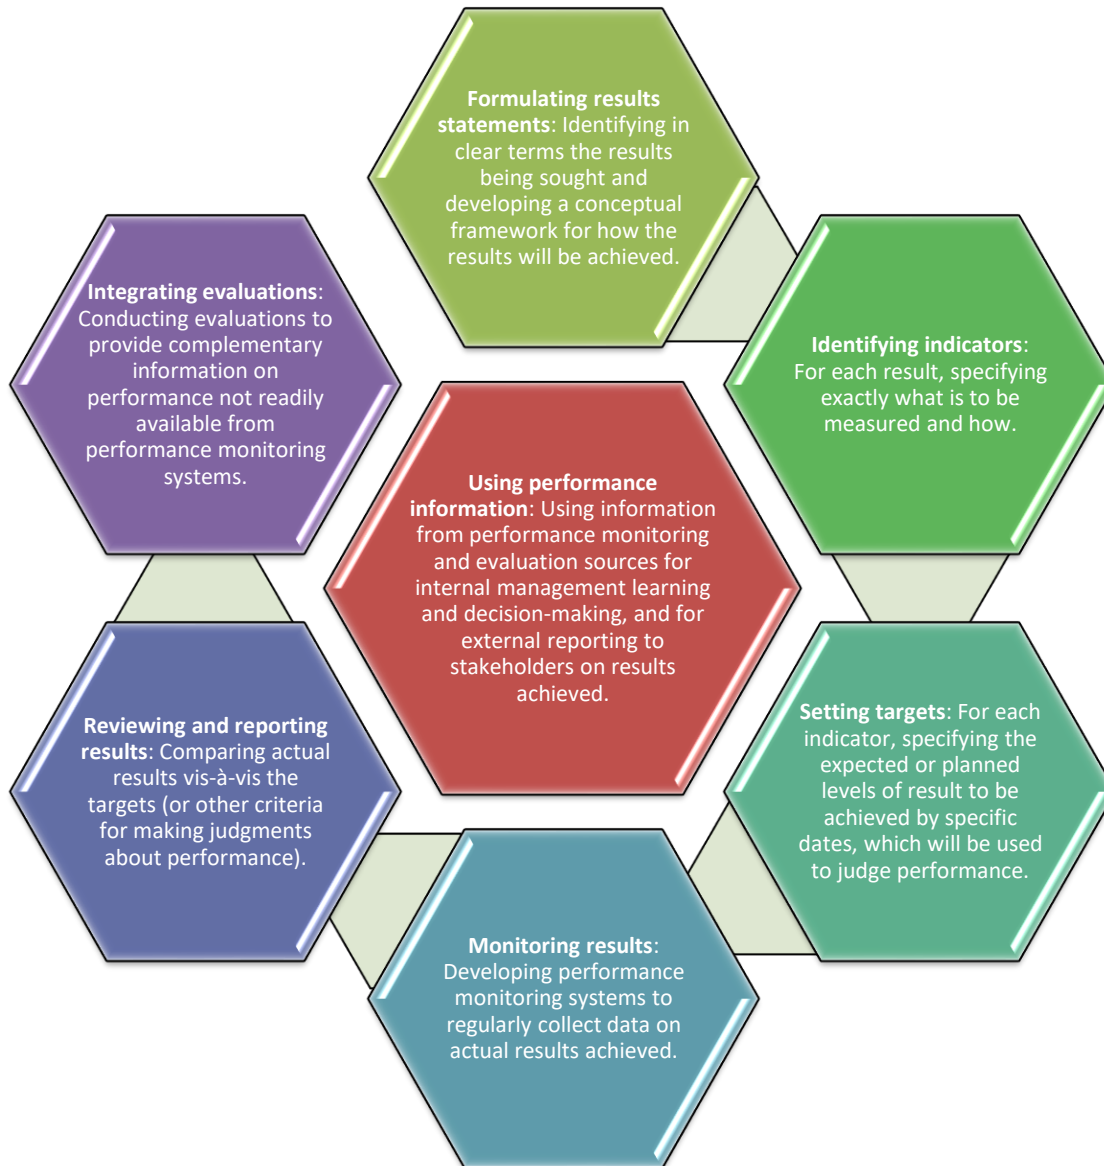 Formulating results
statements: Identifying in
clear terms the results
being sought and
developing a conceptual
framework for how the
results will be achieved.
Identifying indicators:
For each result, specifying
exactly what is to be
measured and how.
Setting targets: For each
indicator, specifying the
expected or planned
levels of result to be
achieved by specific
dates, which will be used
to judge performance.
Monitoring results:
Developing performance
monitoring systems to
regularly collect data on
actual results achieved.
Reviewing and reporting
results: Comparing actual
results vis-à-vis the
targets (or other criteria
for making judgments
about performance).
Integrating evaluations:
Conducting evaluations to
provide complementary
information on
performance not readily
available from
performance monitoring
systems.
Using performance
information: Using information
from performance monitoring
and evaluation sources for
internal management learning
and decision-making, and for
external reporting to
stakeholders on results
achieved.